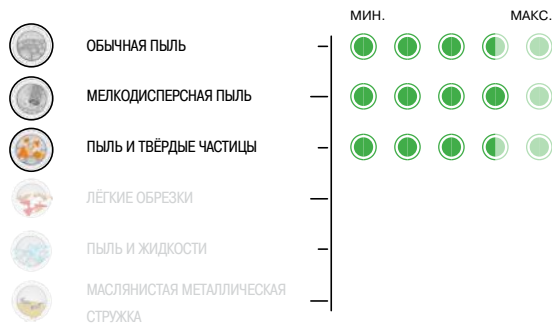 МИН. МАКС.
ОБЫЧНАЯ ПЫЛЬ
МЕЛКОДИСПЕРСНАЯ ПЫЛЬ
ПЫЛЬ И ТВЁРДЫЕ ЧАСТИЦЫ
ЛЁГКИЕ ОБРЕЗКИ
ПЫЛЬ И ЖИДКОСТИ
МАСЛЯНИСТАЯ МЕТАЛЛИЧЕСКАЯ
СТРУЖКА